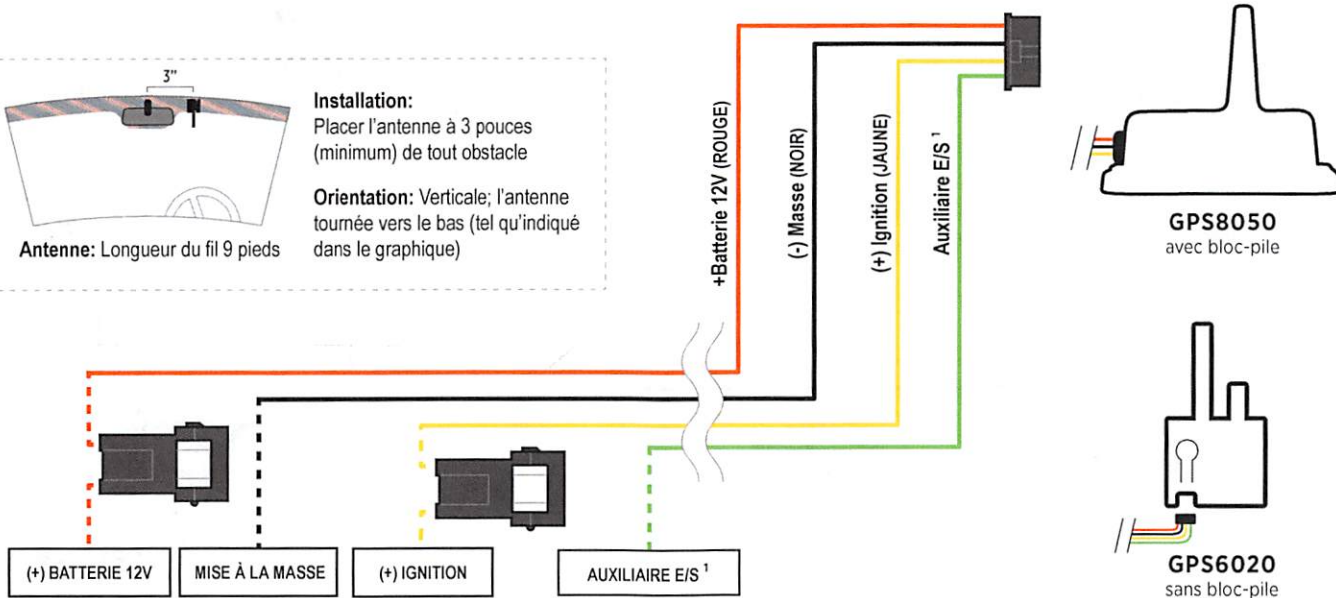 3"
Installation:
Placer l'antenne à 3 pouces
(minimum) de tout obstacle
Orientation: Verticale; l'antenne
tournée vers le bas (tel qu'indiqué
dans le graphique)
Antenne: Longueur du fil 9 pieds
+Batterie 12V (ROUGE)
(-) Masse (NOIR)
(+) Ignition (JAUNE)
Auxiliaire E/S ¹
GPS8050
avec bloc-pile
GPS6020
sans bloc-pile
(+) BATTERIE 12V
MISE À LA MASSE
(+) IGNITION
AUXILIAIRE E/S ¹